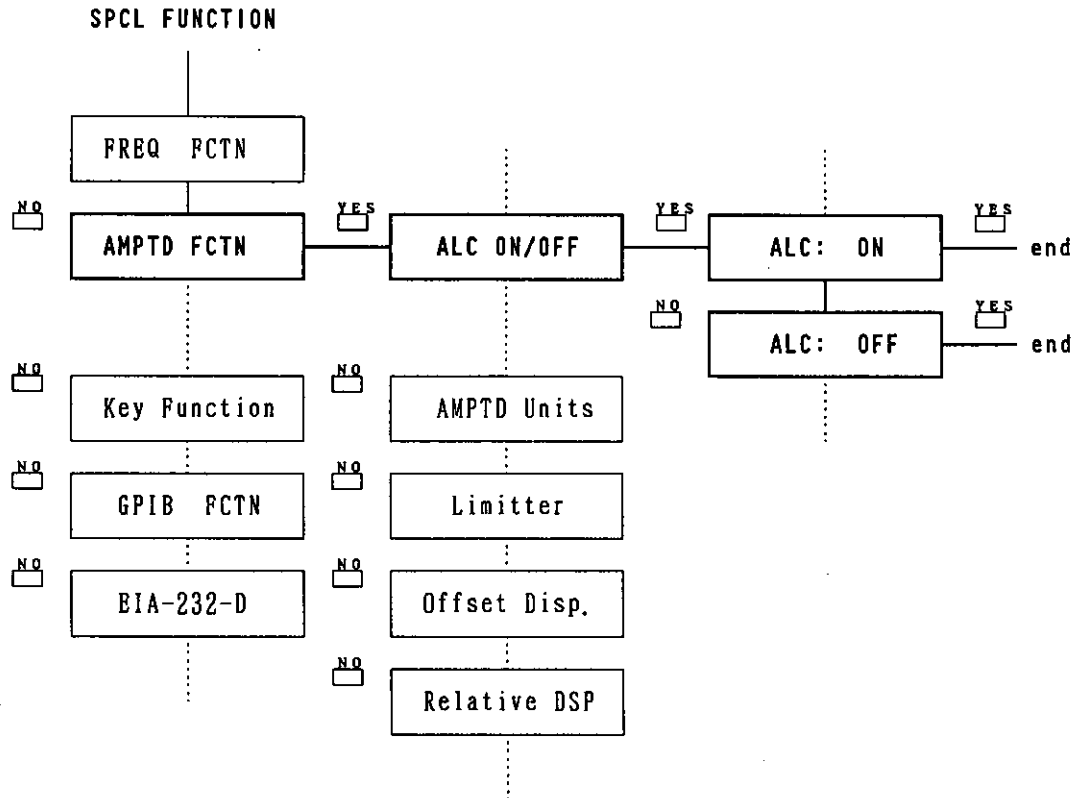 SPCL FUNCTION
FREQ FCTN
NO
AMPTD FCTN
YES
ALC ON/OFF
YES
ALC: ON
YES
end
NO
ALC: OFF
YES
end
NO
Key Function
NO
AMPTD Units
NO
GPIB FCTN
NO
Limitter
NO
EIA-232-D
NO
Offset Disp.
NO
Relative DSP